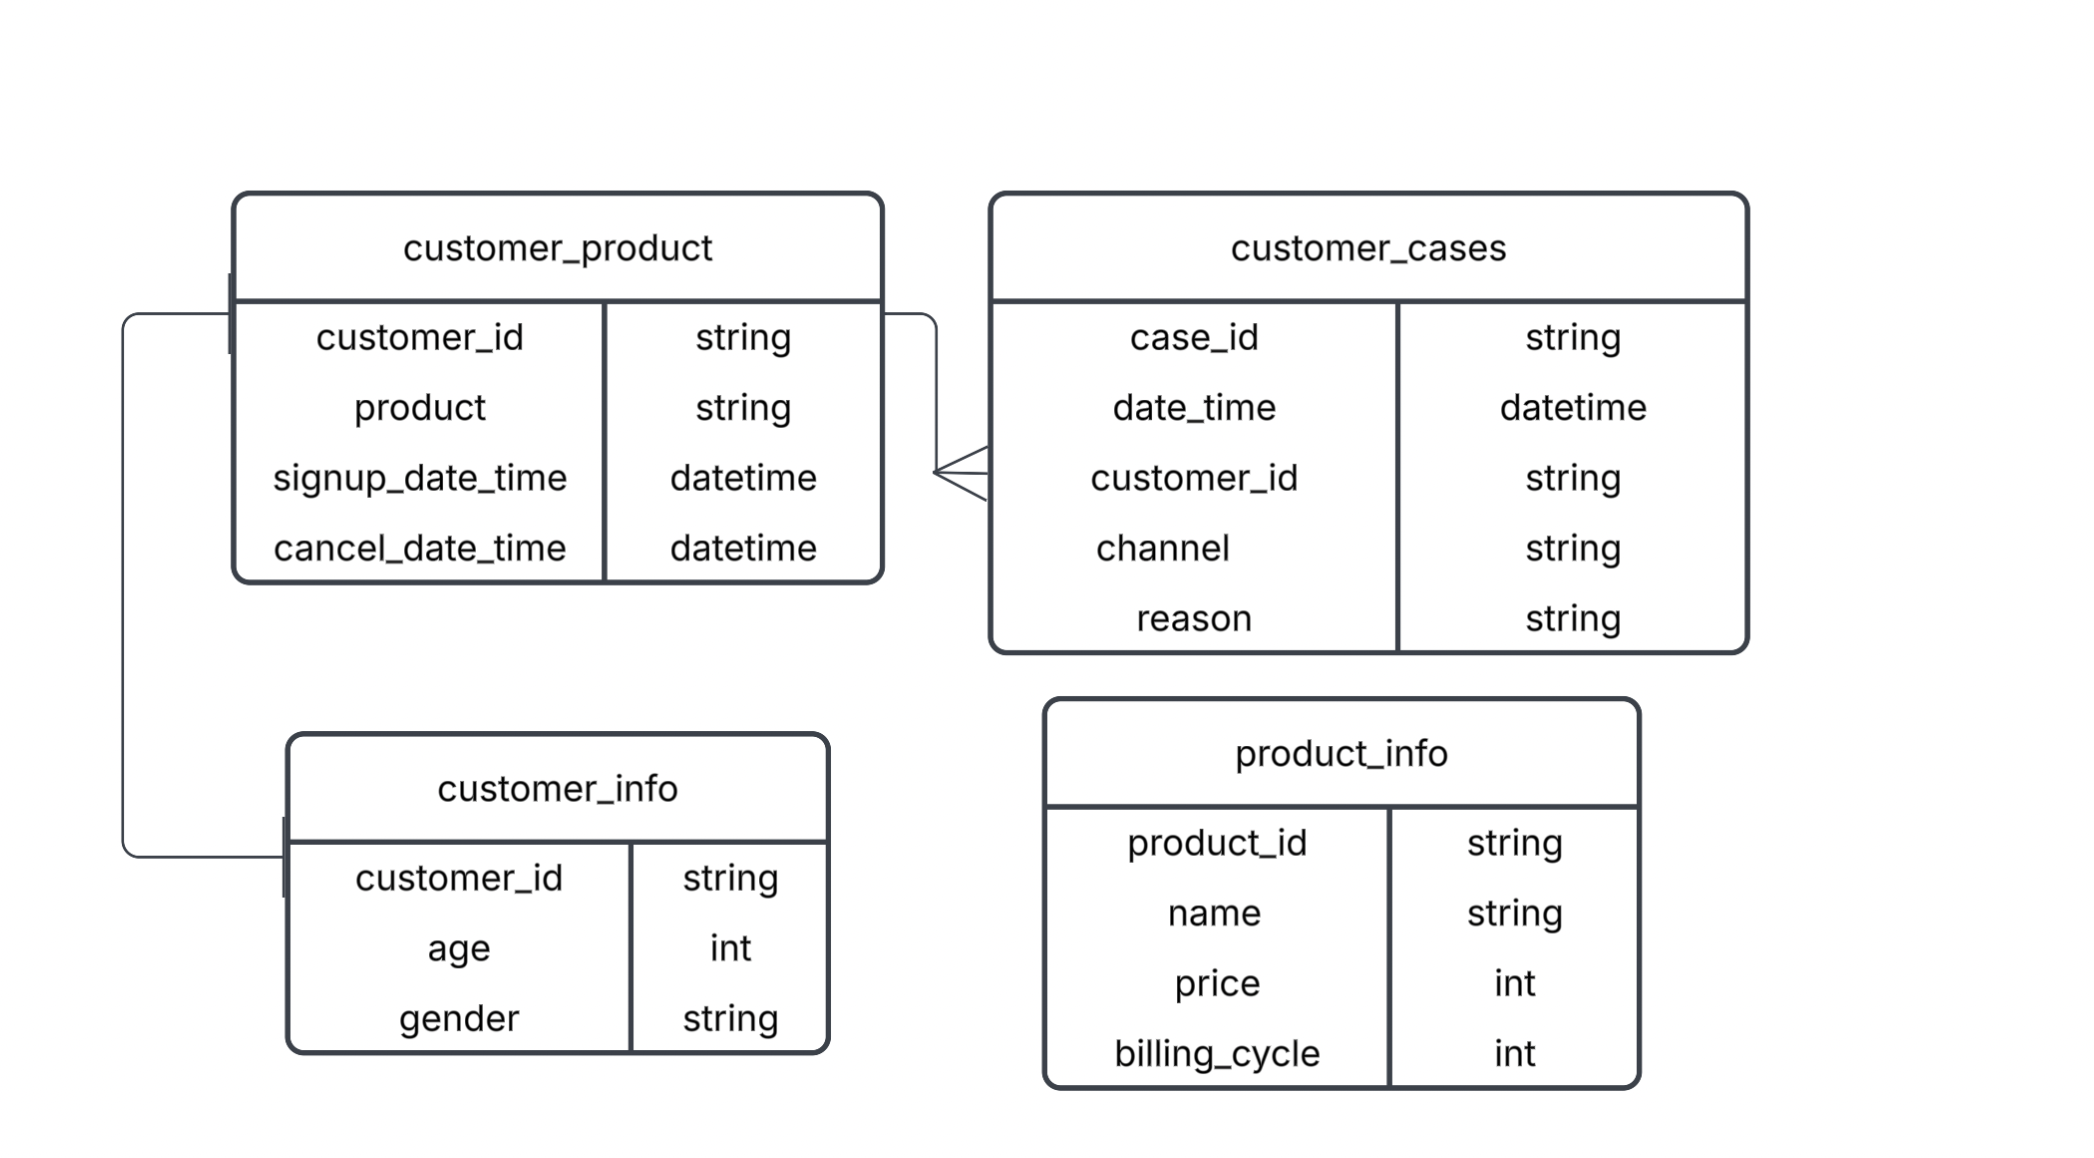 customer_product
customer_id string
product string
signup_date_time datetime
cancel_date_time datetime
customer_cases
case_id string
date_time datetime
customer_id string
channel string
reason string
customer_info
customer_id string
age int
gender string
product_info
product_id string
name string
price int
billing_cycle int